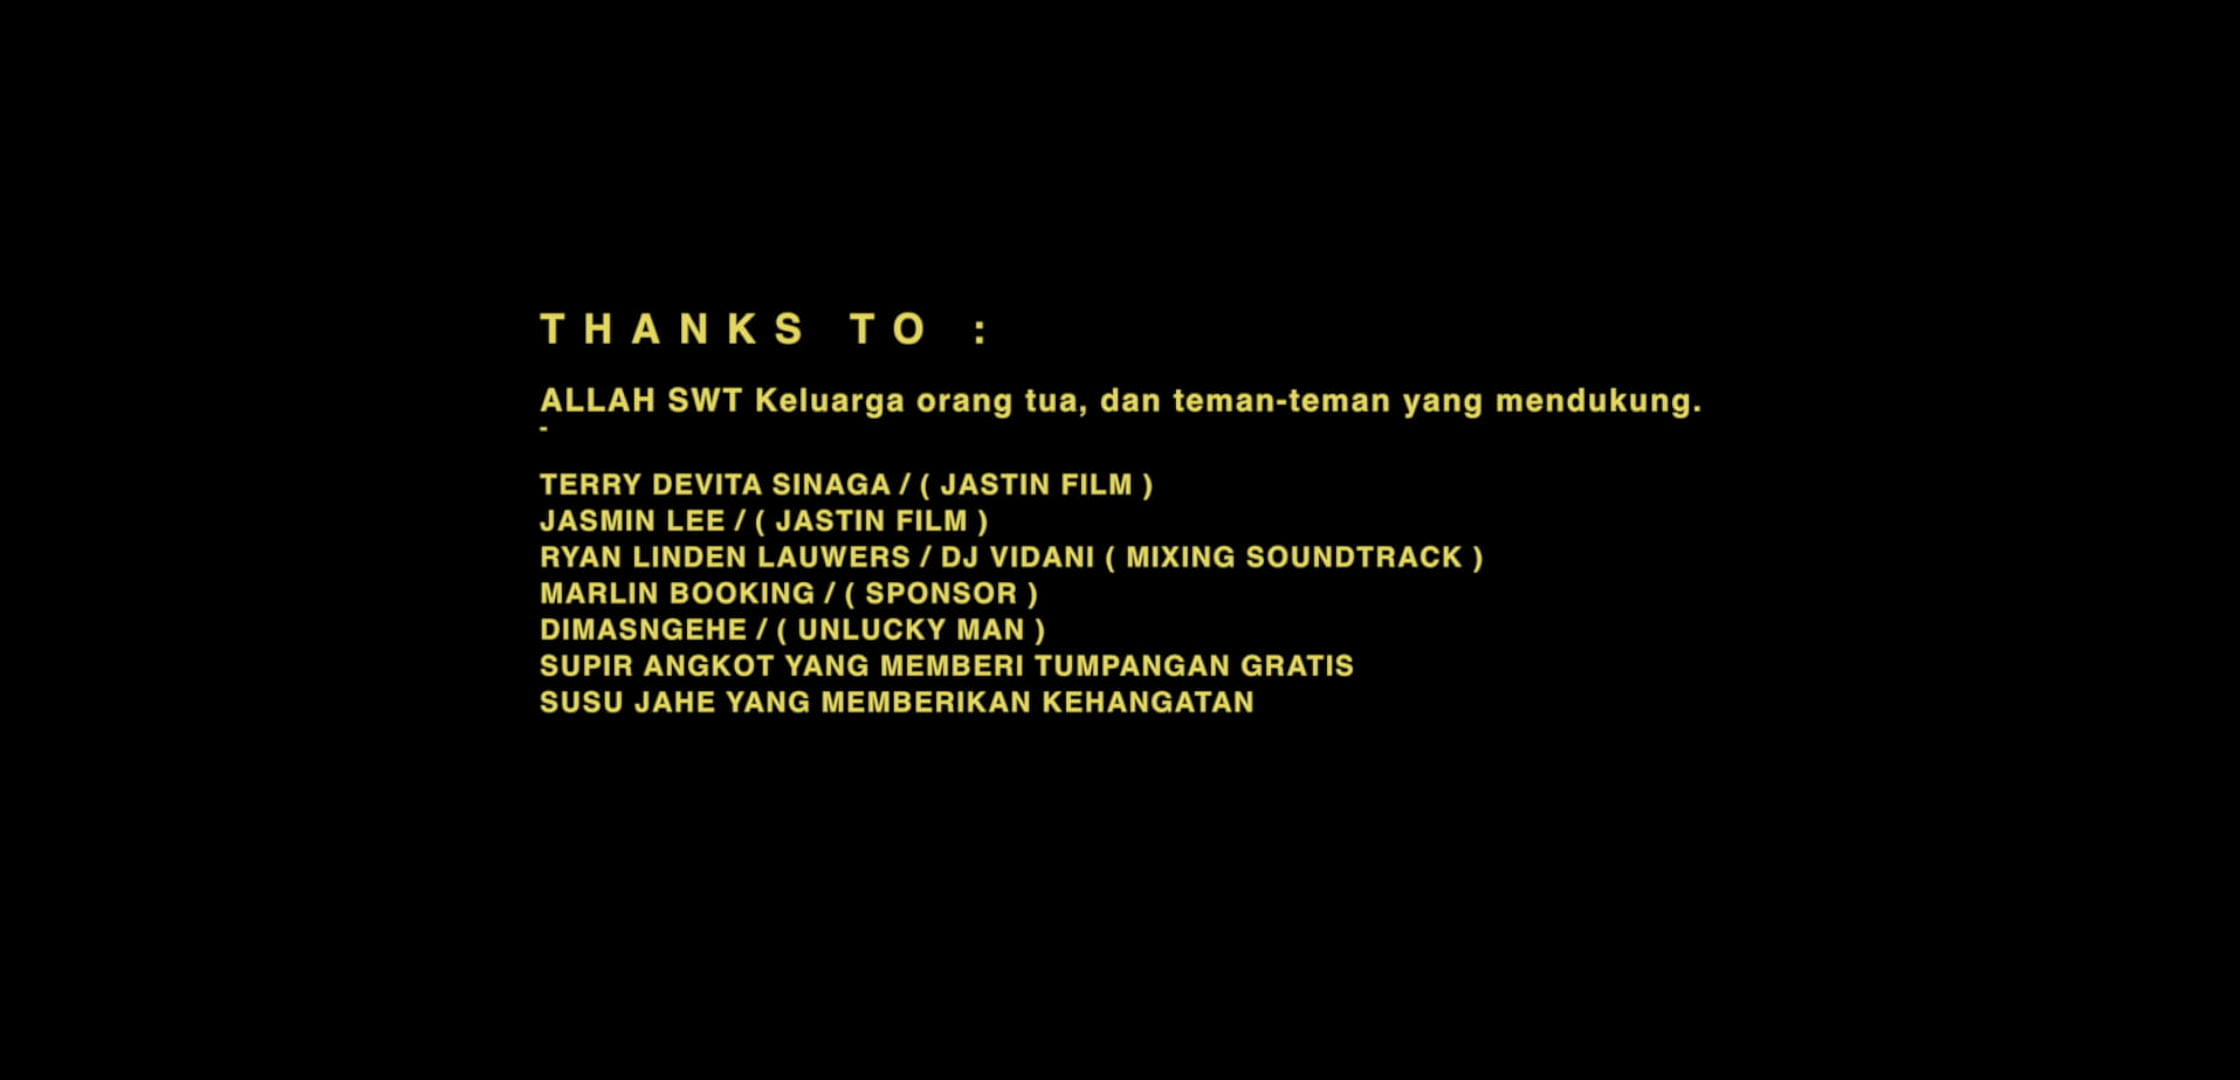 THANKS TO :
ALLAH SWT Keluarga orang tua, dan teman-teman yang mendukung.
-
TERRY DEVITA SINAGA / ( JASTIN FILM )
JASMIN LEE / ( JASTIN FILM )
RYAN LINDEN LAUWERS / DJ VIDANI ( MIXING SOUNDTRACK )
MARLIN BOOKING / ( SPONSOR )
DIMASNGEHE / ( UNLUCKY MAN )
SUPIR ANGKOT YANG MEMBERI TUMPANGAN GRATIS
SUSU JAHE YANG MEMBERIKAN KEHANGATAN